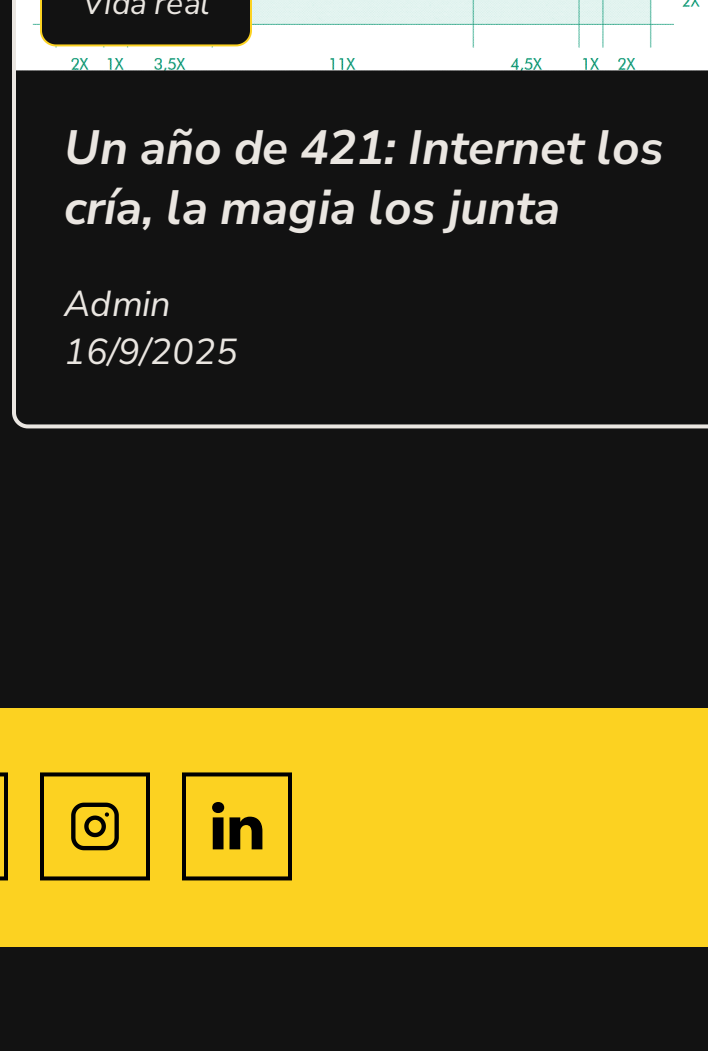 Vida real
2X
2X 1X 3,5X 11X 4,5X 1X 2X
Un año de 421: Internet los
cría, la magia los junta
Admin
16/9/2025
in